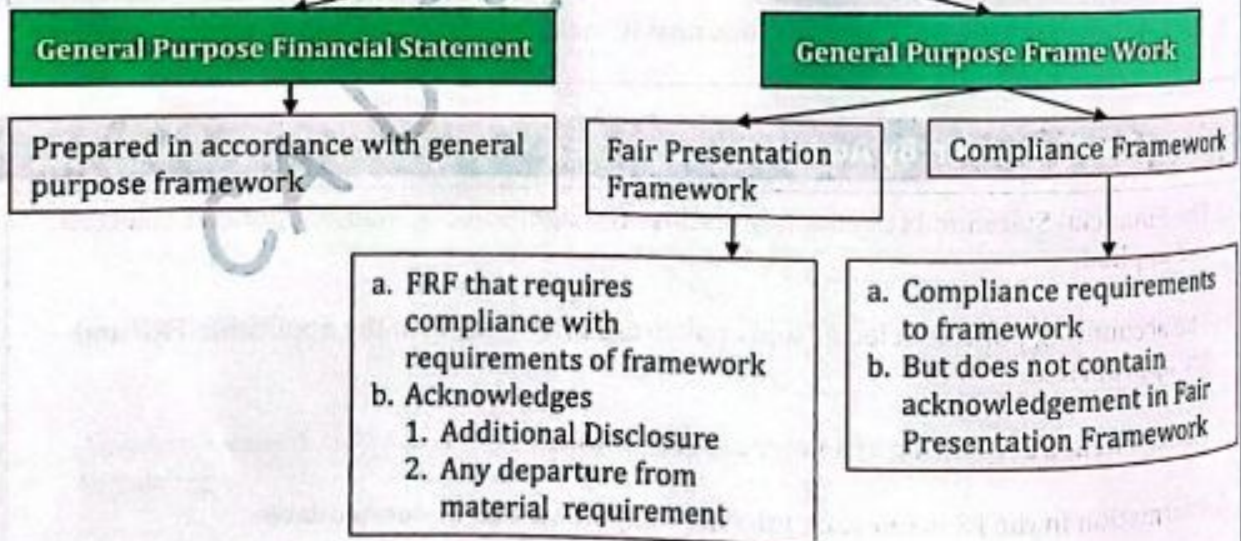 General Purpose Financial Statement
General Purpose Frame Work
Prepared in accordance with general
purpose framework
Fair Presentation
Framework
Compliance Framework
a. FRF that requires
compliance with
requirements of framework
b. Acknowledges
1. Additional Disclosure
2. Any departure from
material requirement
a. Compliance requirements
to framework
b. But does not contain
acknowledgement in Fair
Presentation Framework